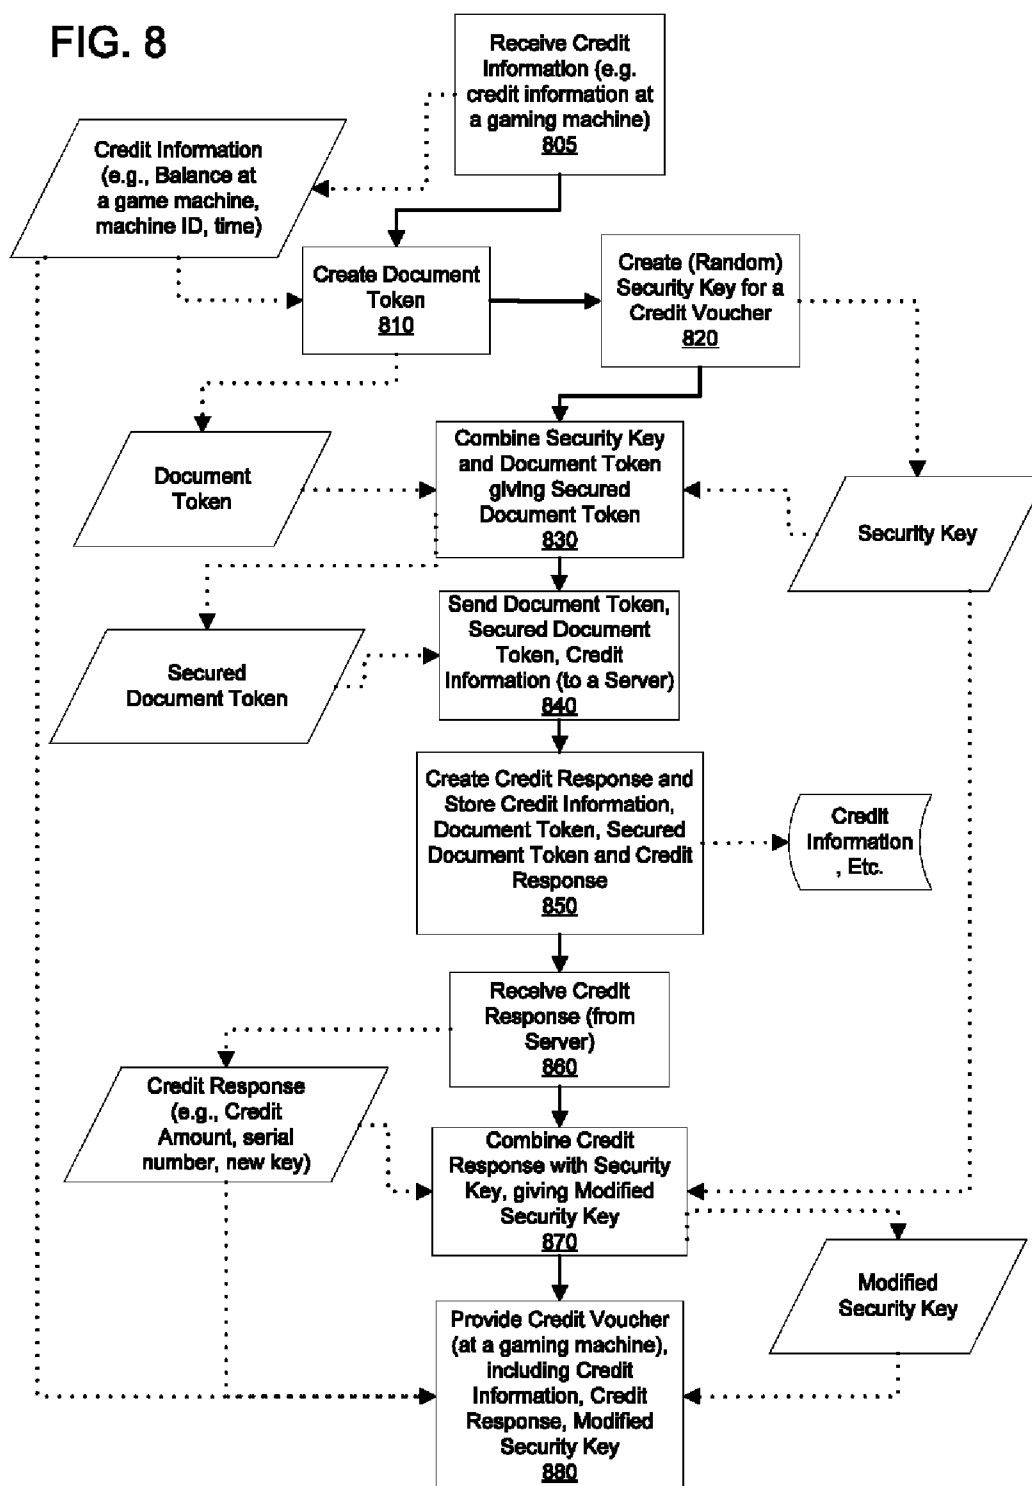 FIG. 8
Receive Credit
Information (e.g.
credit information at
a gaming machine)
805
Credit Information
(e.g., Balance at
a game machine,
machine ID, time)
Create Document
Token
810
Create (Random)
Security Key for a
Credit Voucher
820
Document
Token
Combine Security Key
and Document Token
giving Secured
Document Token
830
Security Key
Secured
Document Token
Send Document Token,
Secured Document
Token, Credit
Information (to a Server)
840
Create Credit Response and
Store Credit Information,
Document Token, Secured
Document Token and Credit
Response
850
Credit
Information
, Etc.
Receive Credit
Response (from
Server)
860
Credit Response
(e.g., Credit
Amount, serial
number, new key)
Combine Credit
Response with Security
Key, giving Modified
Security Key
870
Modified
Security Key
Provide Credit Voucher
(at a gaming machine),
including Credit
Information, Credit
Response, Modified
Security Key
880